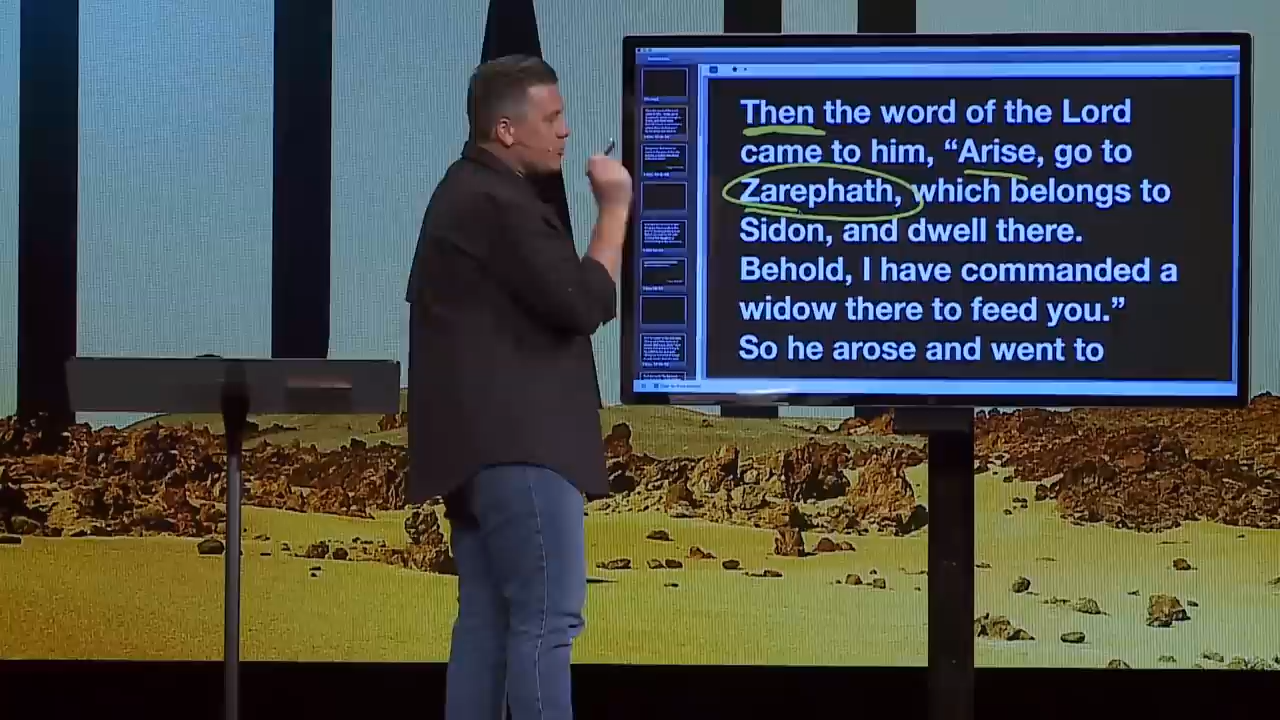 Then the word of the Lord
came to him, “Arise, go to
Zarephath, which belongs to
Sidon, and dwell there.
Behold, I have commanded a
widow there to feed you.”
So he arose and went to